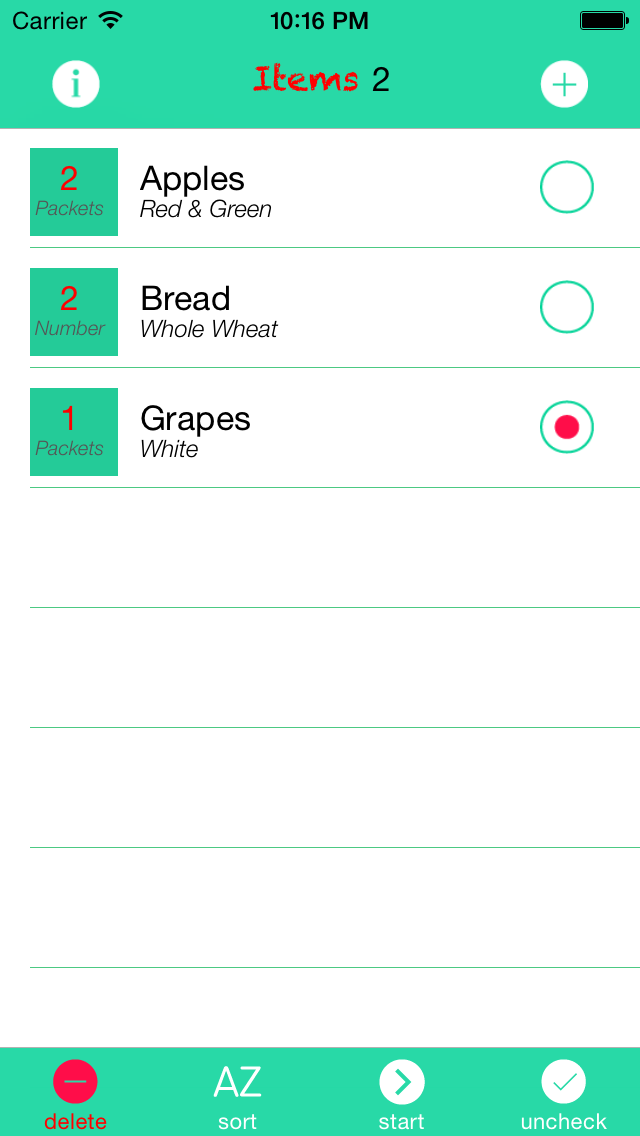 Carrier 10:16 PM
i Items 2
2
Packets
Apples
Red & Green
2
Number
Bread
Whole Wheat
1
Packets
Grapes
White
AZ
delete sort start uncheck